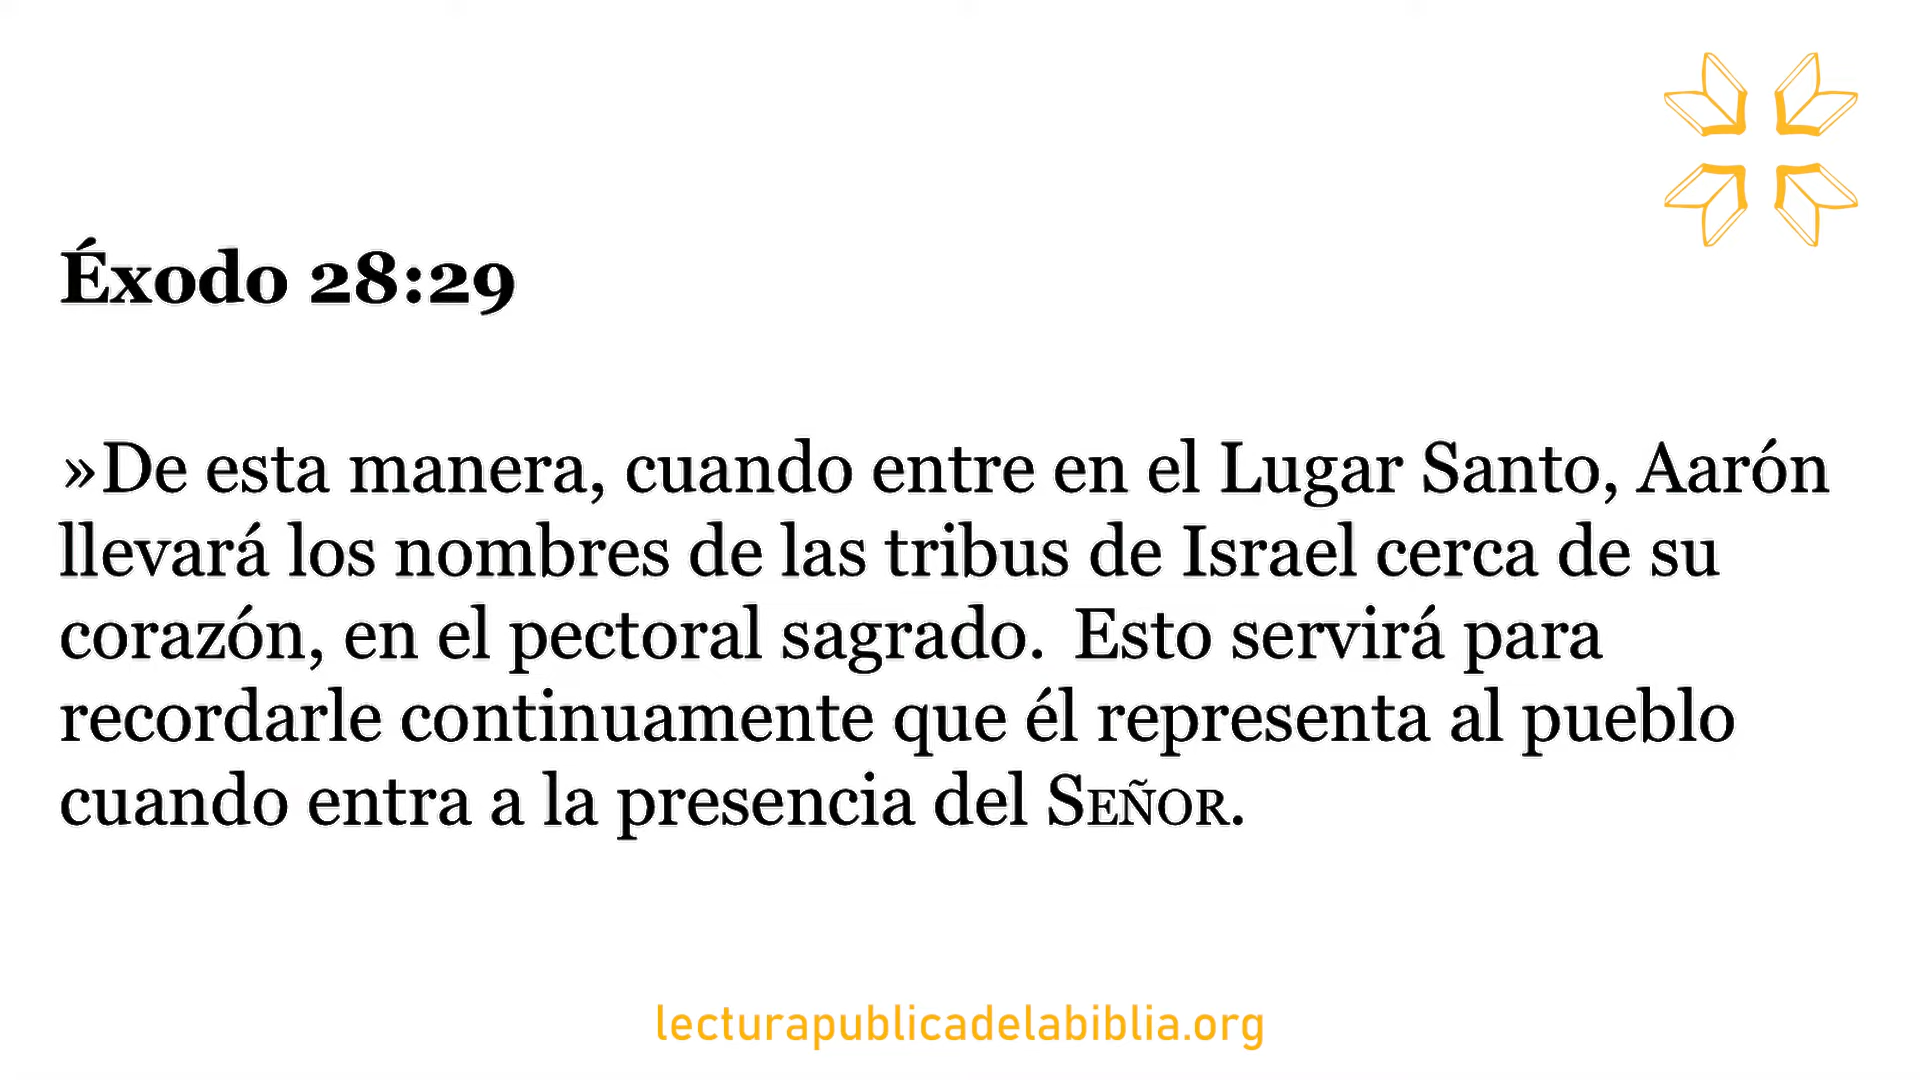 Éxodo 28:29
»De esta manera, cuando entre en el Lugar Santo, Aarón
llevará los nombres de las tribus de Israel cerca de su
corazón, en el pectoral sagrado. Esto servirá para
recordarle continuamente que él representa al pueblo
cuando entra a la presencia del SEÑOR.
lecturapublicadelabiblia.org